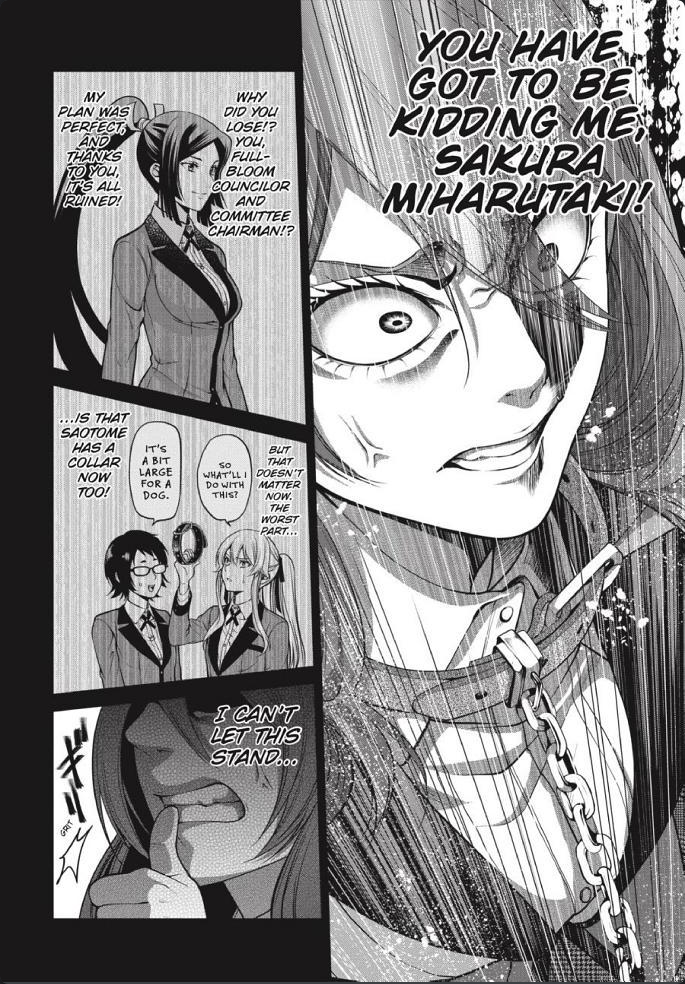 YOU HAVE
GOT TO BE
KIDDING ME,
SAKURA
MIHARUTAKI!
WHY
DID YOU
LOSE!?
YOU,
FULL-
BLOOM
COUNCILOR
AND
COMMITTEE
CHAIRMAN!?
MY
PLAN WAS
PERFECT,
AND
THANKS
TO YOU,
IT'S ALL
RUINED!
BUT
THAT
DOESN'T
MATTER
NOW.
THE
WORST
PART...
SO
WHAT'LL I
DO WITH
THIS?
IT'S
A BIT
LARGE
FOR A
DOG.
...IS THAT
SAOTOME
HAS A
COLLAR
NOW
TOO!
I CAN'T
LET THIS
STAND...
ギリ
GRIT